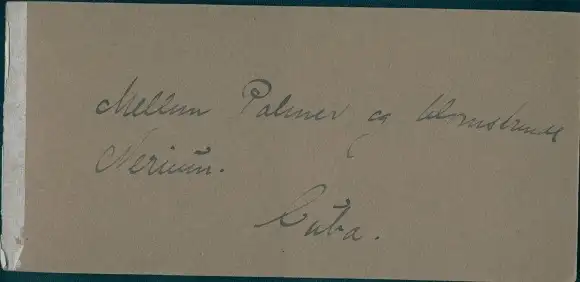 Mellem Palmer og blomstrende
Nerium.
Cuba.